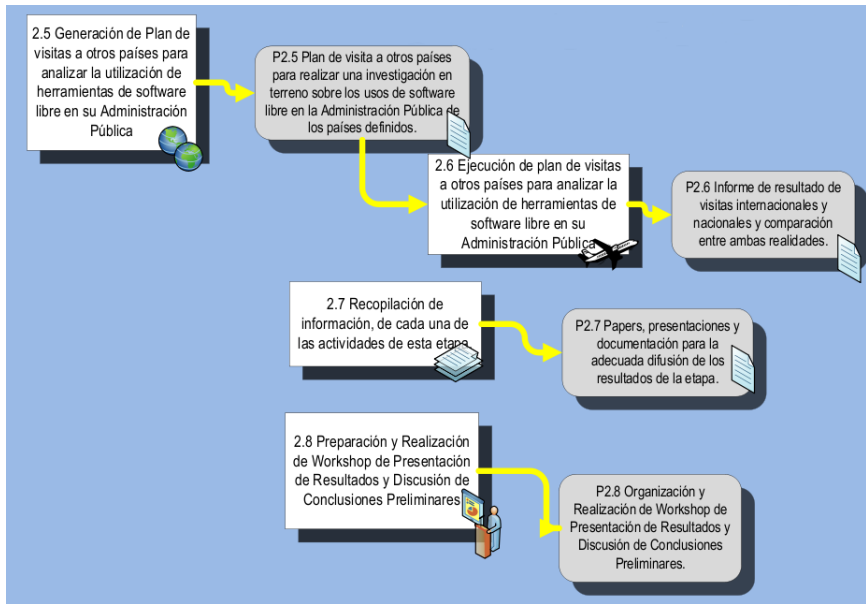 2.5 Generación de Plan de
visitas a otros países para
analizar la utilización de
herramientas de software
libre en su Administración
Pública
P2.5 Plan de visita a otros países
para realizar una investigación en
terreno sobre los usos de software
libre en la Administración Pública de
los países definidos.
2.6 Ejecución de plan de visitas
a otros países para analizar la
utilización de herramientas de
software libre en su
Administración Pública
P2.6 Informe de resultado de
visitas internacionales y
nacionales y comparación
entre ambas realidades.
2.7 Recopilación de
información, de cada una de
las actividades de esta etapa
P2.7 Papers, presentaciones y
documentación para la
adecuada difusión de los
resultados de la etapa.
2.8 Preparación y Realización
de Workshop de Presentación
de Resultados y Discusión de
Conclusiones Preliminares
P2.8 Organización y
Realización de Workshop de
Presentación de Resultados y
Discusión de Conclusiones
Preliminares.